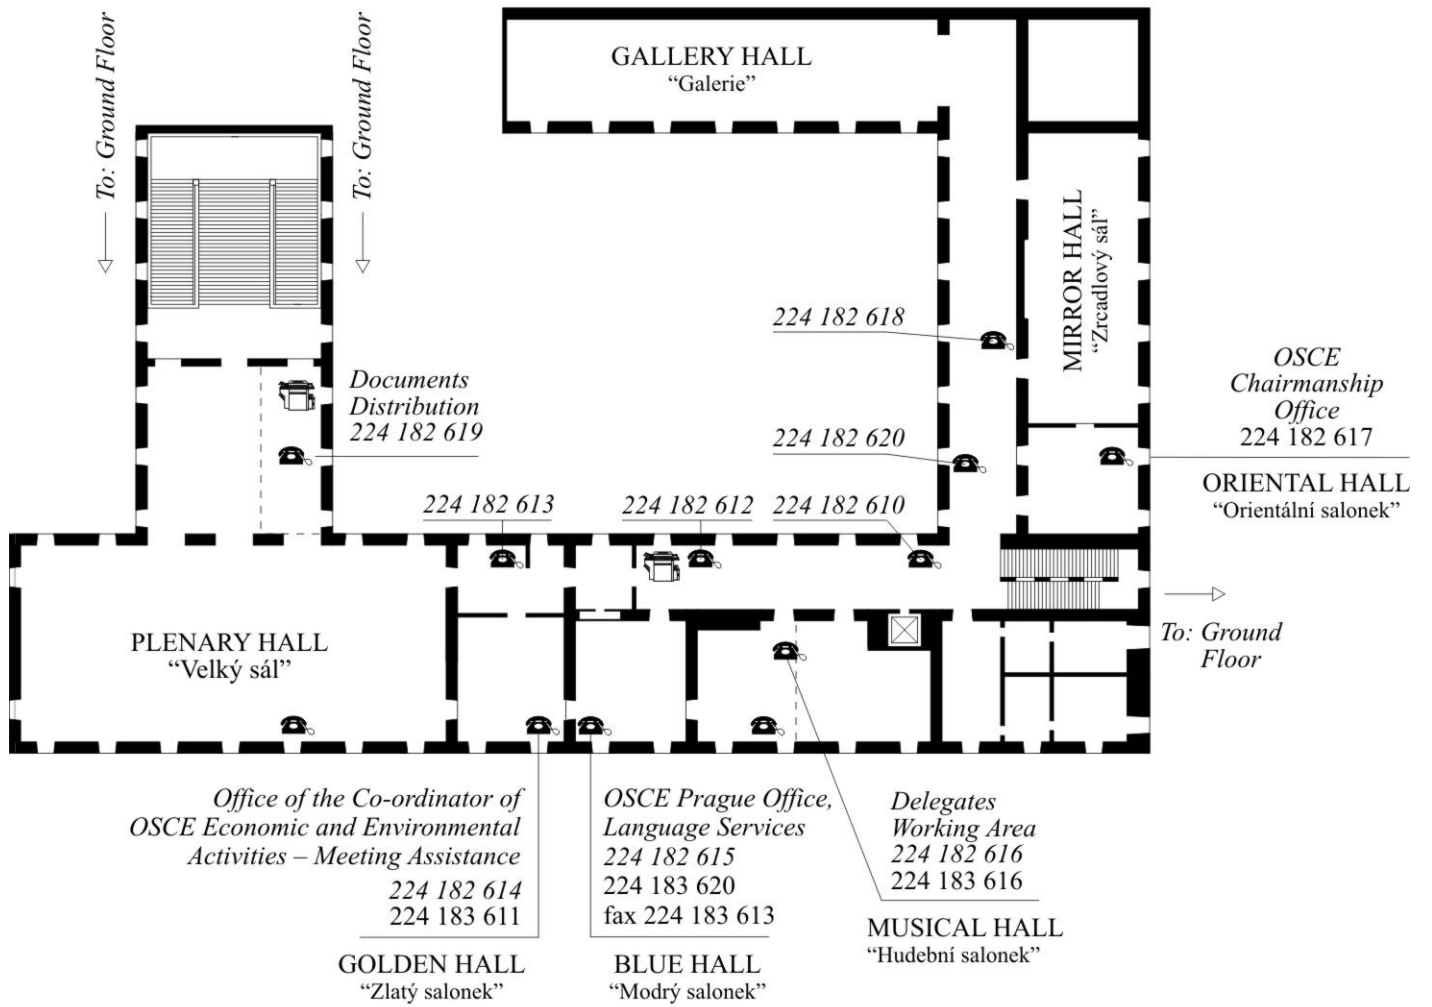 To: Ground Floor
To: Ground Floor
GALLERY HALL
“Galerie”
MIRROR HALL
“Zrcadlový sál”
224 182 618
OSCE
Chairmanship
Office
224 182 617
ORIENTAL HALL
“Orientální salonek”
Documents
Distribution
224 182 619
224 182 620
224 182 613
224 182 612
224 182 610
To: Ground
Floor
PLENARY HALL
“Velký sál”
Office of the Co-ordinator of
OSCE Economic and Environmental
Activities – Meeting Assistance
224 182 614
224 183 611
GOLDEN HALL
“Zlatý salonek”
OSCE Prague Office,
Language Services
224 182 615
224 183 620
fax 224 183 613
BLUE HALL
“Modrý salonek”
Delegates
Working Area
224 182 616
224 183 616
MUSICAL HALL
“Hudební salonek”